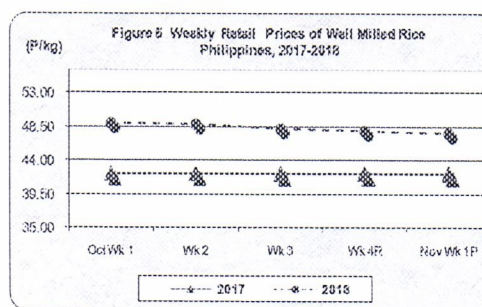 Figure 5 Weekly Retail Prices of Well Milled Rice
Philippines, 2017-2018
(P/kg)
53.00
48.50
44.00
39.50
35.00
Oct Wk 1 Wk 2 Wk 3 Wk 4R Nov Wk 1P
2017 2018